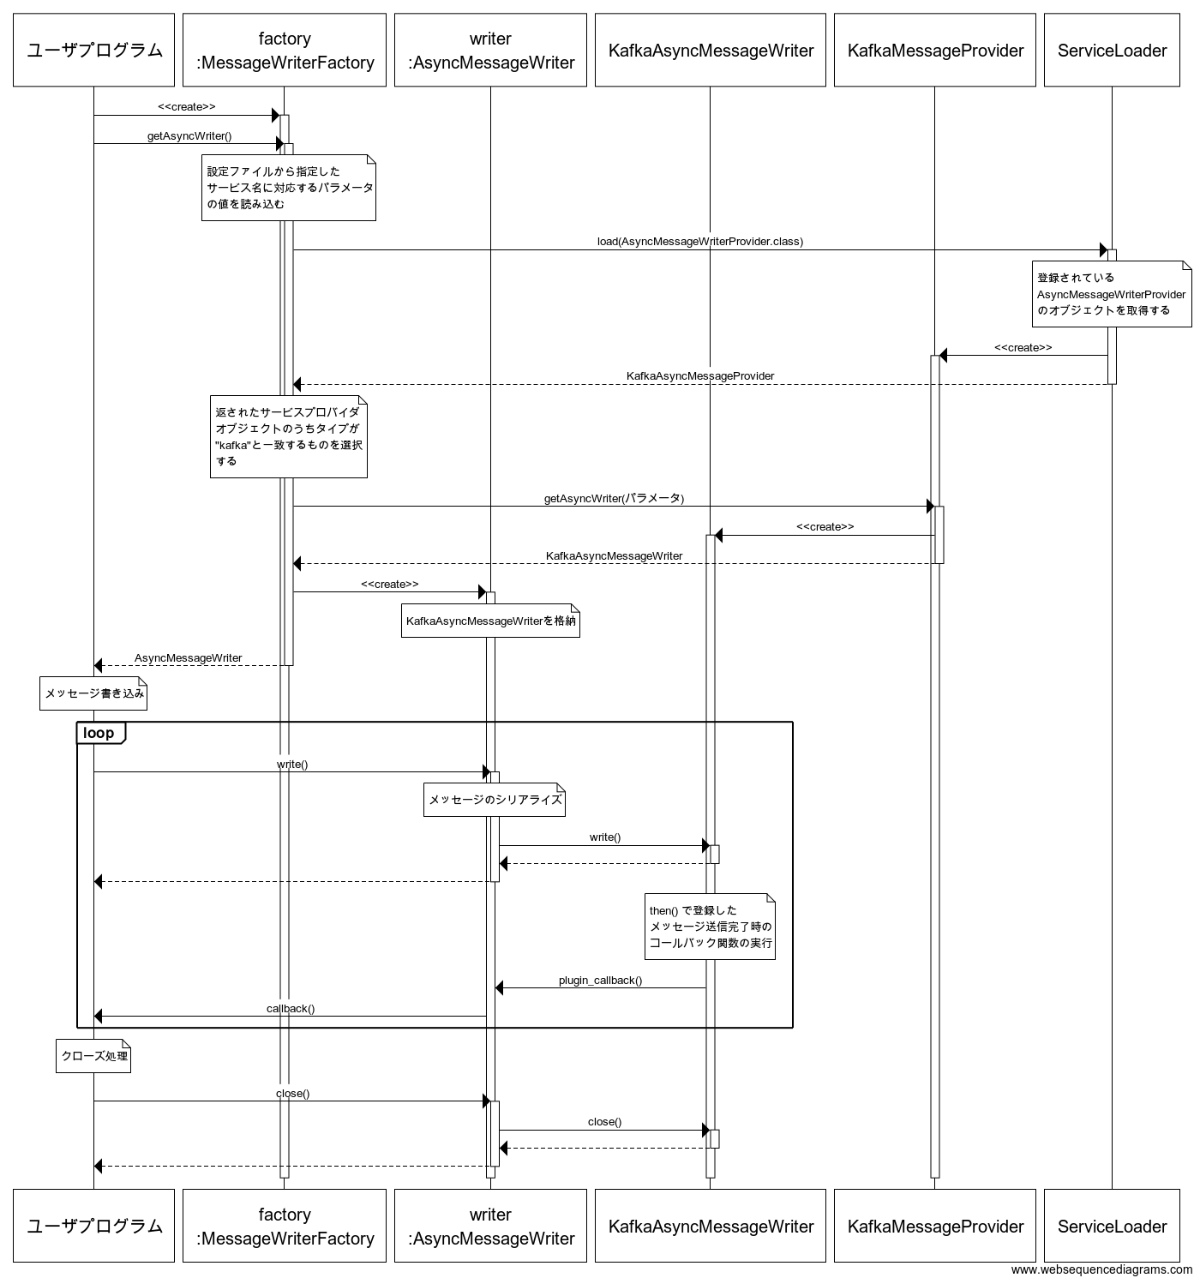 ユーザプログラム
factory
:MessageWriterFactory
writer
:AsyncMessageWriter
KafkaAsyncMessageWriter
KafkaMessageProvider
ServiceLoader
<<create>>
getAsyncWriter()
設定ファイルから指定した
サービス名に対応するパラメータ
の値を読み込む
load(AsyncMessageWriterProvider.class)
登録されている
AsyncMessageWriterProvider
のオブジェクトを取得する
<<create>>
KafkaAsyncMessageProvider
返されたサービスプロバイダ
オブジェクトのうちタイプが
"kafka"と一致するものを選択
する
getAsyncWriter(パラメータ)
<<create>>
KafkaAsyncMessageWriter
<<create>>
KafkaAsyncMessageWriterを格納
AsyncMessageWriter
メッセージ書き込み
loop
write()
メッセージのシリアライズ
write()
then() で登録した
メッセージ送信完了時の
コールバック関数の実行
plugin_callback()
callback()
クローズ処理
close()
close()
ユーザプログラム
factory
:MessageWriterFactory
writer
:AsyncMessageWriter
KafkaAsyncMessageWriter
KafkaMessageProvider
ServiceLoader
www.websequencediagrams.com